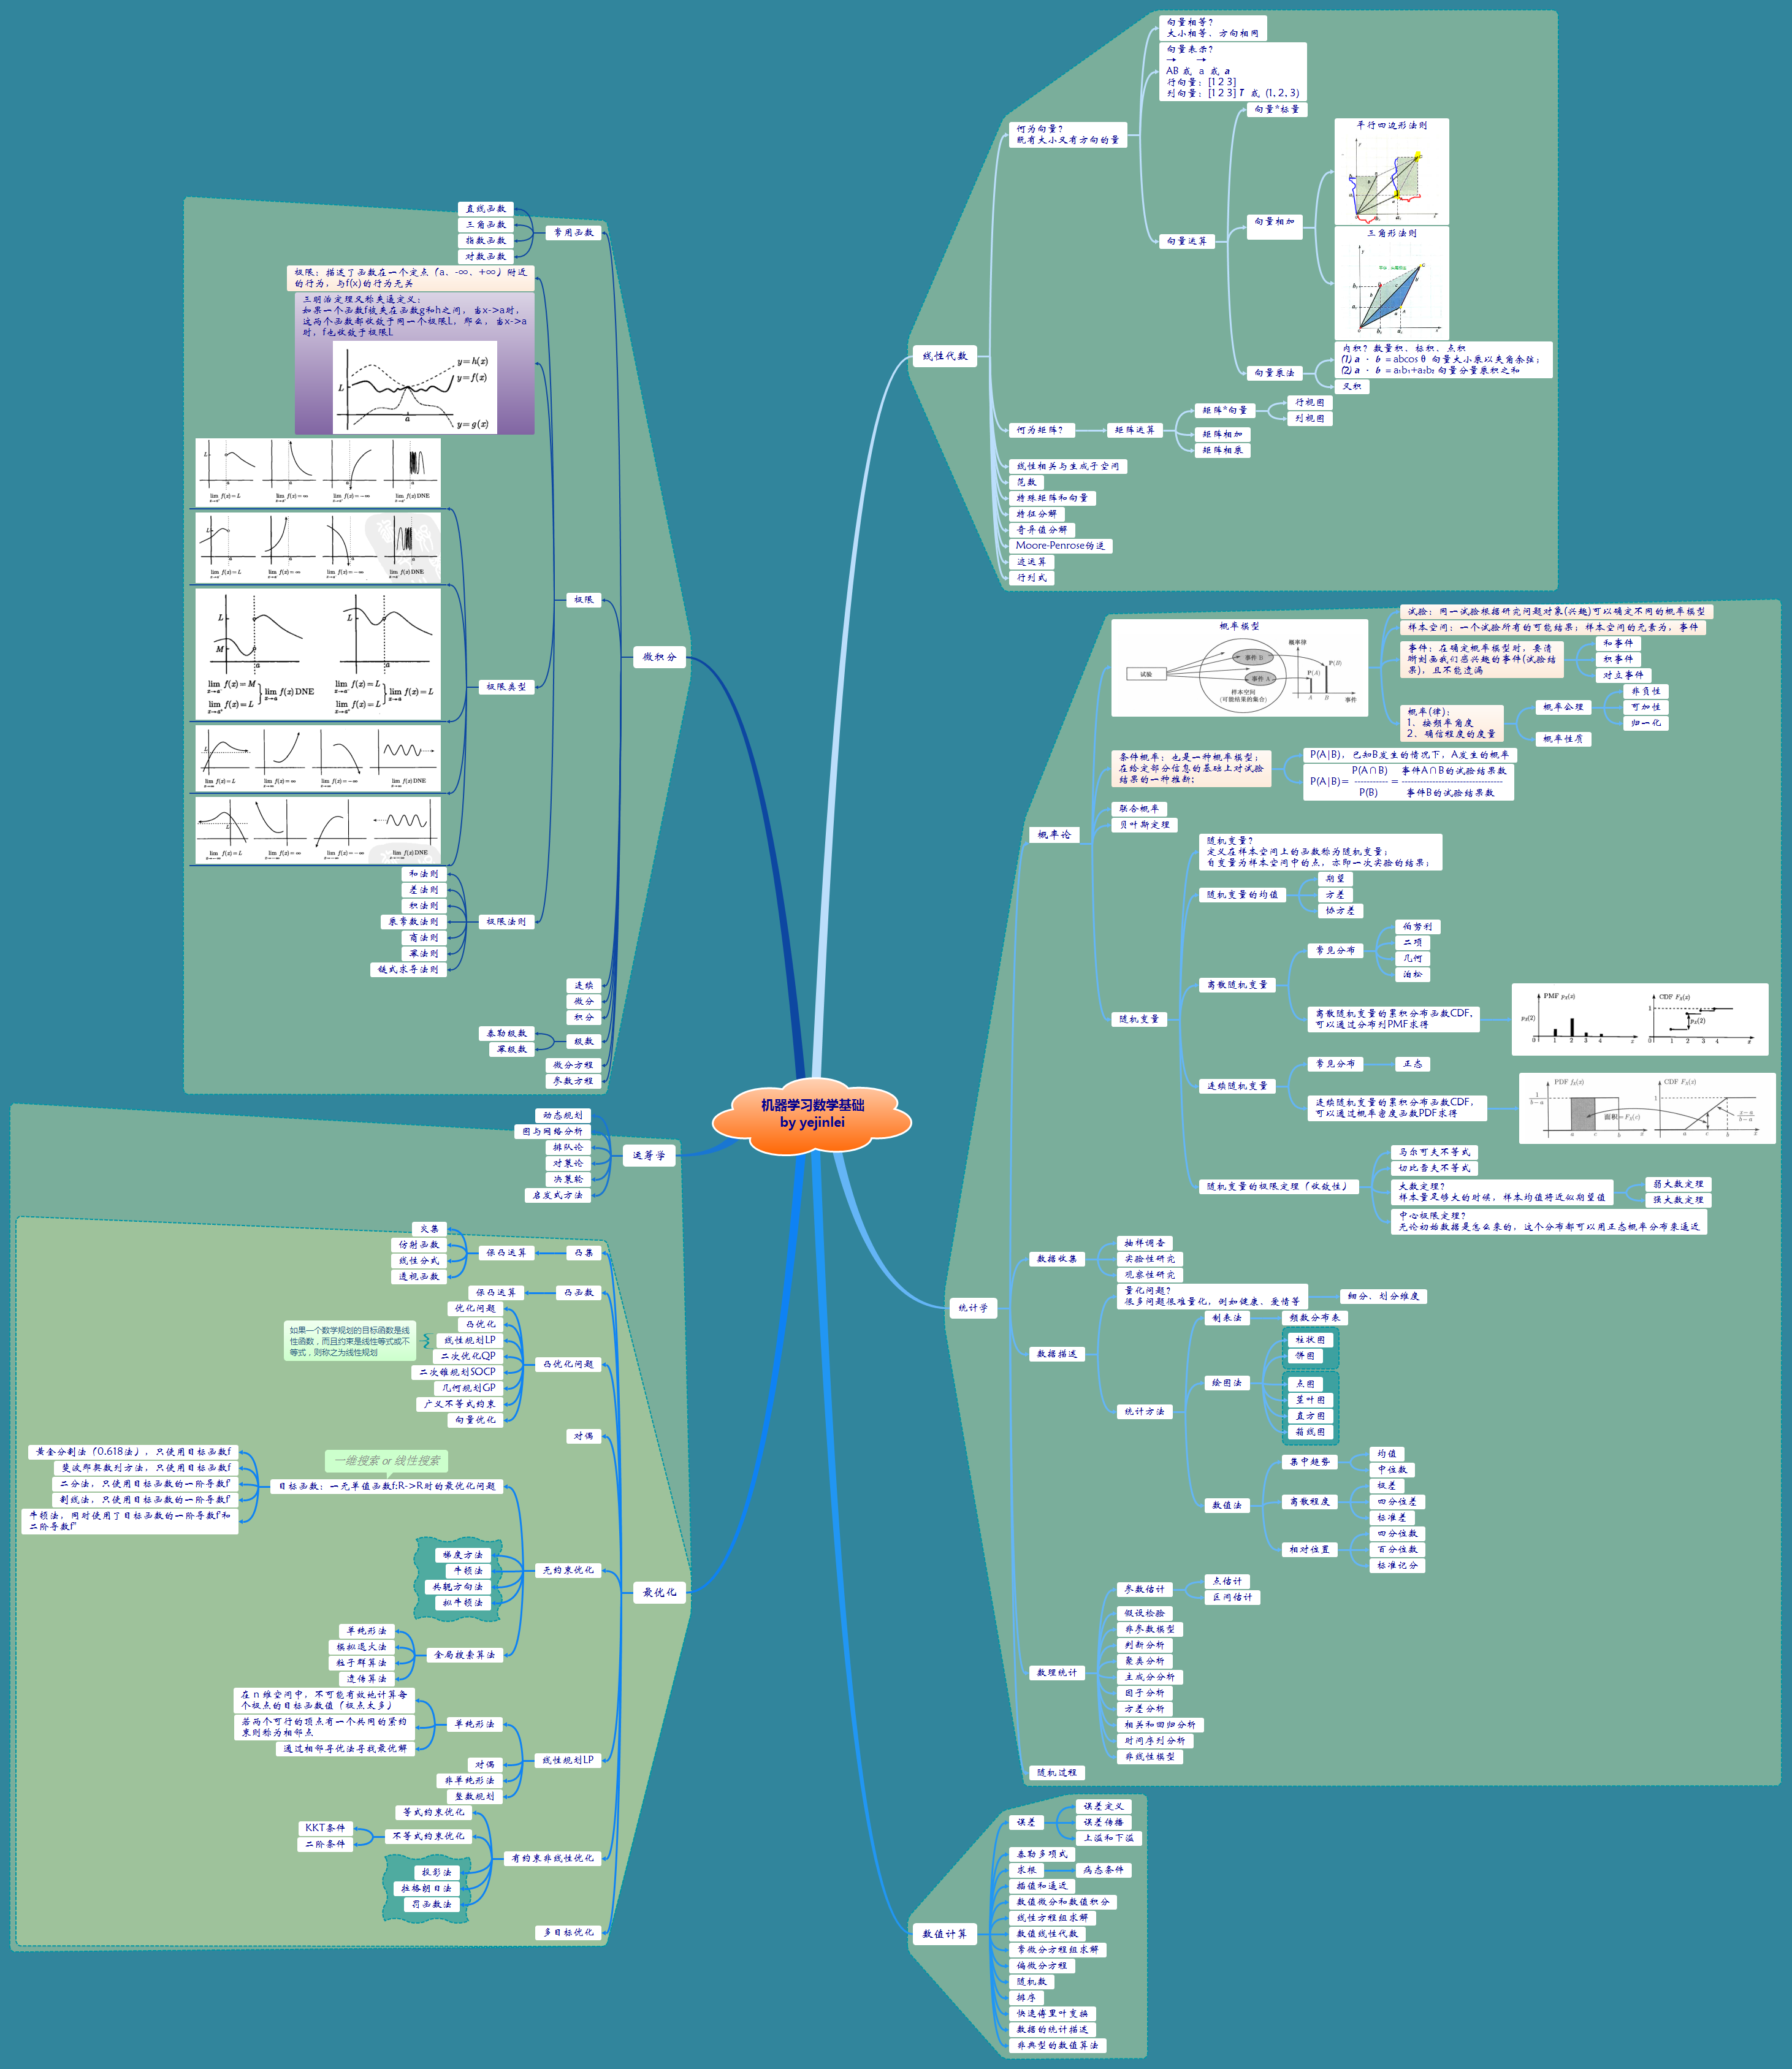 机器学习数学基础
by yejinlei
线性代数
何为向量？
既有大小又有方向的量
向量相等？
大小相等、方向相同
向量表示？
→ →
AB 或 a 或 a
行向量：[1 2 3]
列向量：[1 2 3] T 或 (1, 2, 3)
向量运算
向量*标量
向量相加
平行四边形法则
三角形法则
向量乘法
内积？数量积、标积、点积
(1) a · b = abcos θ 向量大小乘以夹角余弦；
(2) a · b = a₁b₁+a₂b₂ 向量分量乘积之和
叉积
何为矩阵？
矩阵运算
矩阵*向量
行视图
列视图
矩阵相加
矩阵相乘
线性相关与生成子空间
范数
特殊矩阵和向量
特征分解
奇异值分解
Moore-Penrose伪逆
迹运算
行列式
统计学
概率论
概率模型
试验
事件 B
事件 A
样本空间
(可能结果的集合)
概率律
P(B)
P(A)
A B
事件
试验：同一试验根据研究问题对象(兴趣)可以确定不同的概率模型
样本空间：一个试验所有的可能结果；样本空间的元素为，事件
事件：在确定概率模型时，要清
晰刻画我们感兴趣的事件(试验结
果)，且不能遗漏
和事件
积事件
对立事件
概率(律)：
1、按频率角度
2、确信程度的度量
概率公理
非负性
可加性
归一化
概率性质
条件概率：也是一种概率模型；
在给定部分信息的基础上对试验
结果的一种推断;
P(A|B)，已知B发生的情况下，A发生的概率
P(A∩B) 事件A∩B的试验结果数
P(A|B)= ---------- = ------------------------------
P(B) 事件B的试验结果数
联合概率
贝叶斯定理
随机变量
随机变量？
定义在样本空间上的函数称为随机变量；
自变量为样本空间中的点，亦即一次实验的结果；
随机变量的均值
期望
方差
协方差
离散随机变量
常见分布
伯努利
二项
几何
泊松
离散随机变量的累积分布函数CDF，
可以通过分布列PMF求得
PMF pX(x)
pX(2)
0 1 2 3 4 x
CDF FX(x)
1
pX(2)
0 1 2 3 4 x
连续随机变量
常见分布
正态
连续随机变量的累积分布函数CDF，
可以通过概率密度函数PDF求得
PDF fX(x)
1
b−a
面积=FX(c)
a c b x
CDF FX(x)
1
x−a
b−a
a c b x
随机变量的极限定理（收敛性）
马尔可夫不等式
切比雪夫不等式
大数定理？
样本量足够大的时候，样本均值将近似期望值
弱大数定理
强大数定理
中心极限定理？
无论初始数据是怎么来的，这个分布都可以用正态概率分布来逼近
数据收集
抽样调查
实验性研究
观察性研究
数据描述
量化问题？
很多问题很难量化，例如健康、爱情等
细分、划分维度
统计方法
制表法
频数分布表
绘图法
柱状图
饼图
点图
茎叶图
直方图
箱线图
数值法
集中趋势
均值
中位数
离散程度
极差
四分位差
标准差
相对位置
四分位数
百分位数
标准记分
数理统计
参数估计
点估计
区间估计
假设检验
非参数模型
判断分析
聚类分析
主成分分析
因子分析
方差分析
相关和回归分析
时间序列分析
非线性模型
随机过程
数值计算
误差
误差定义
误差传播
上溢和下溢
泰勒多项式
求根
病态条件
插值和逼近
数值微分和数值积分
线性方程组求解
数值线性代数
常微分方程组求解
偏微分方程
随机数
排序
快速傅里叶变换
数据的统计描述
非典型的数值算法
微积分
常用函数
直线函数
三角函数
指数函数
对数函数
极限
极限：描述了函数在一个定点（a、-∞、+∞）附近
的行为，与f(x)的行为无关
三明治定理又称夹逼定义：
如果一个函数f被夹在函数g和h之间，当x->a时，
这两个函数都收敛于同一个极限L，那么，当x->a
时，f也收敛于极限L
y=h(x)
y=f(x)
L
a
y=g(x)
极限类型
lim f(x)=L lim f(x)=∞ lim f(x)=−∞ lim f(x) DNE
lim f(x)=L lim f(x)=∞ lim f(x)=−∞ lim f(x) DNE
L
M
a
L
a
lim f(x)=M
lim f(x)=L
lim f(x) DNE
lim f(x)=L
lim f(x)=L
lim f(x)=L
lim f(x)=L lim f(x)=∞ lim f(x)=−∞ lim f(x) DNE
lim f(x)=L lim f(x)=∞ lim f(x)=−∞ lim f(x) DNE
极限法则
和法则
差法则
积法则
乘常数法则
商法则
幂法则
链式求导法则
连续
微分
积分
级数
泰勒级数
幂级数
微分方程
参数方程
运筹学
动态规划
图与网络分析
排队论
对策论
决策轮
启发式方法
最优化
凸集
保凸运算
交集
仿射函数
线性分式
透视函数
凸函数
保凸运算
凸优化问题
优化问题
凸优化
线性规划LP
如果一个数学规划的目标函数是线
性函数，而且约束是线性等式或不
等式，则称之为线性规划
二次优化QP
二次锥规划SOCP
几何规划GP
广义不等式约束
向量优化
对偶
无约束优化
一维搜索 or 线性搜索
目标函数：一元单值函数f:R->R时的最优化问题
黄金分割法（0.618法），只使用目标函数f
斐波那契数列方法，只使用目标函数f
二分法，只使用目标函数的一阶导数f'
割线法，只使用目标函数的一阶导数f'
牛顿法，同时使用了目标函数的一阶导数f'和
二阶导数f''
梯度方法
牛顿法
共轭方向法
拟牛顿法
全局搜索算法
单纯形法
模拟退火法
粒子群算法
遗传算法
线性规划LP
单纯形法
在 n 维空间中，不可能有效地计算每
个极点的目标函数值（极点太多）
若两个可行的顶点有一个共同的紧约
束则称为相邻点
通过相邻寻优法寻找最优解
对偶
非单纯形法
整数规划
有约束非线性优化
等式约束优化
不等式约束优化
KKT条件
二阶条件
投影法
拉格朗日法
罚函数法
多目标优化